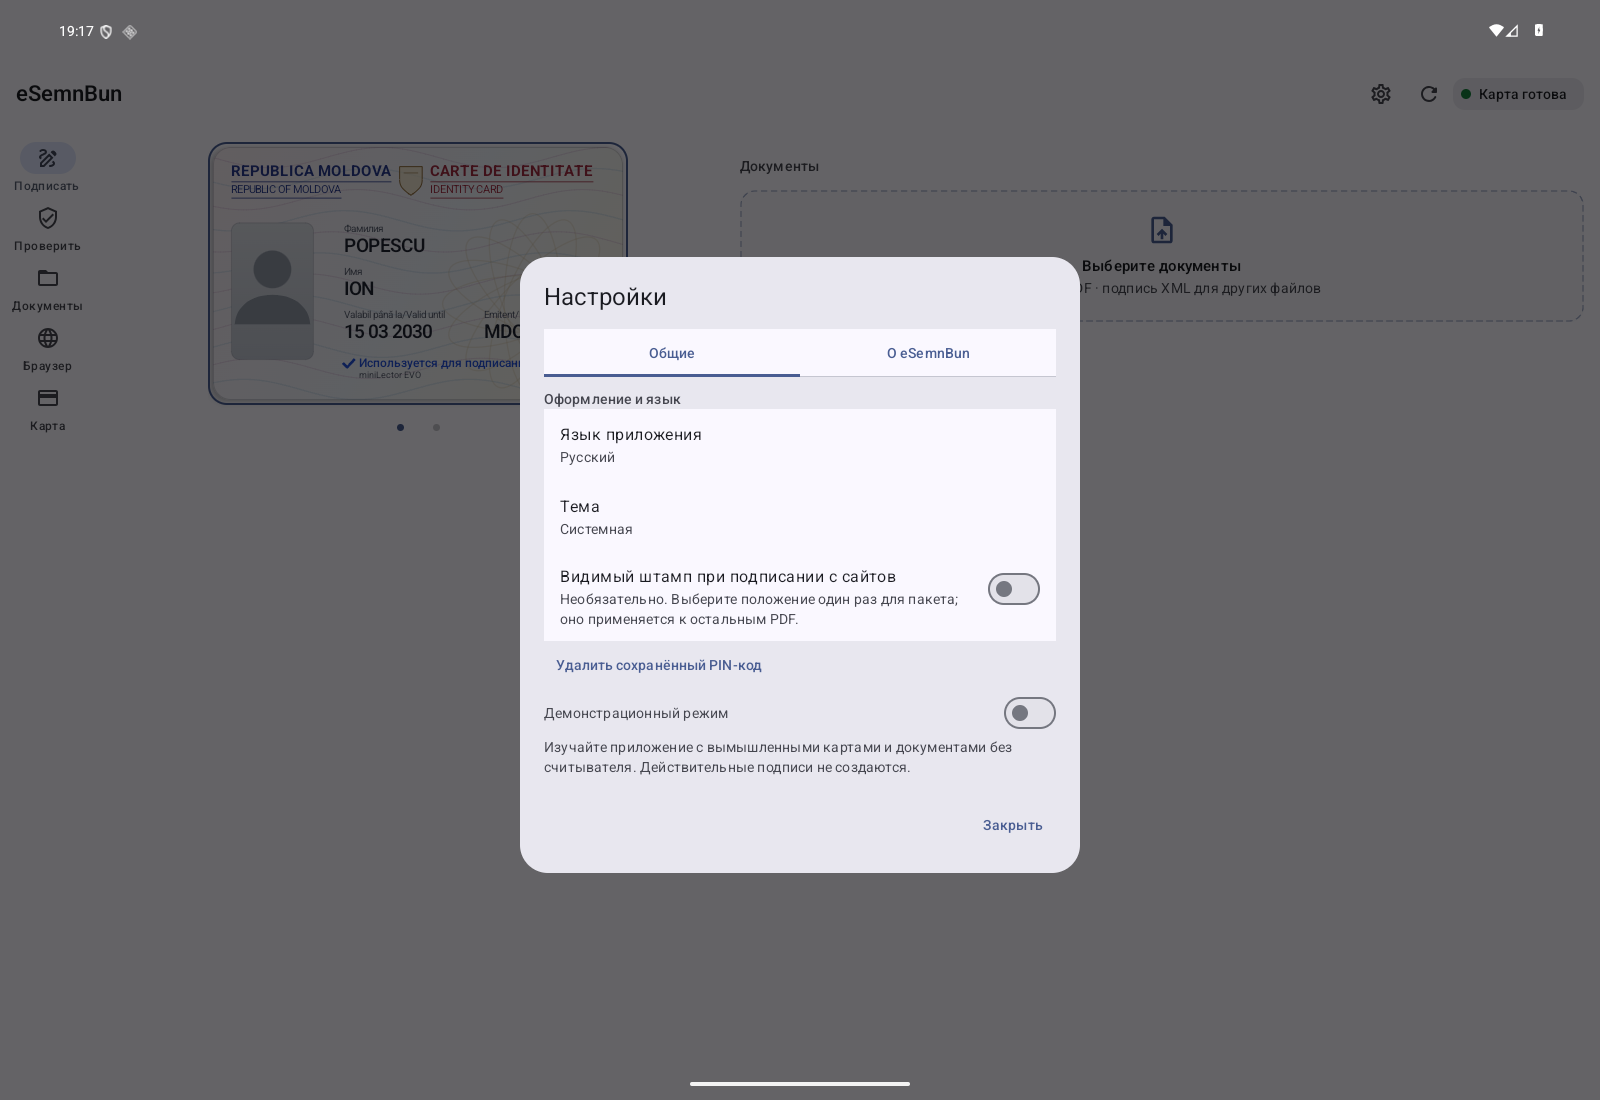 19:17
eSemnBun
Карта готова
Подписать
Проверить
Документы
Браузер
Карта
REPUBLICA MOLDOVA
REPUBLIC OF MOLDOVA
CARTE DE IDENTITATE
IDENTITY CARD
Фамилия
POPESCU
Имя
ION
Valabil până la/Valid until
15 03 2030
Emitent/
Используется для
miniLector EVO
Документы
Выберите документы
· подпись XML для других файлов
Настройки
Общие
О eSemnBun
Оформление и язык
Язык приложения
Русский
Тема
Системная
Видимый штамп при подписании с сайтов
Необязательно. Выберите положение один раз для пакета;
оно применяется к остальным PDF.
Удалить сохранённый PIN-код
Демонстрационный режим
Изучайте приложение с вымышленными картами и документами без
считывателя. Действительные подписи не создаются.
Закрыть